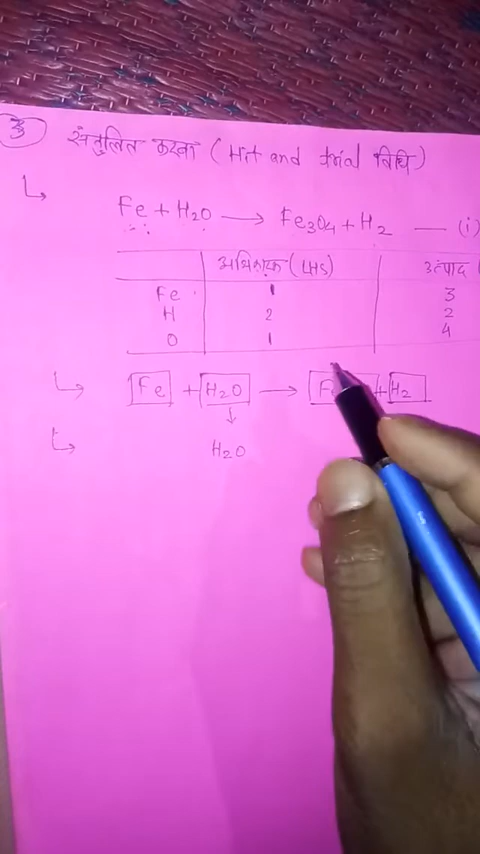 3 संतुलित करना (Hit and trial विधि)
Fe + H₂O → Fe₃O₄ + H₂ — (i)
अभिकारक (LHS) उत्पाद (
Fe 1 3
H 2 2
O 1 4
Fe + H₂O → F + H₂
H₂O